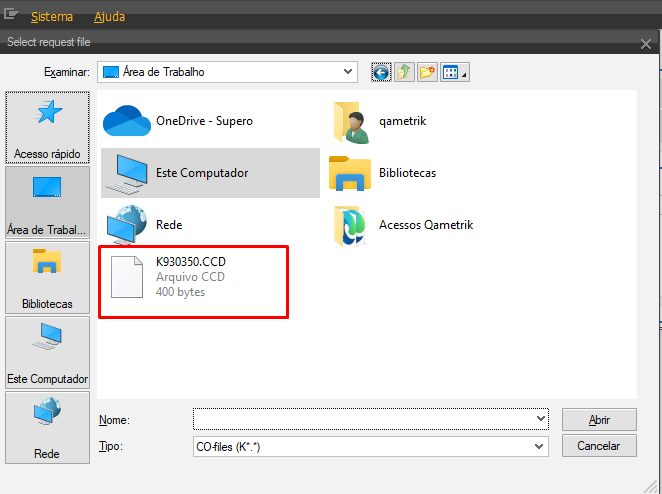 Sistema Ajuda
Select request file
Examinar: Área de Trabalho
Acesso rápido
Área de Trabal...
Bibliotecas
Este Computador
Rede
OneDrive - Supero
qametrik
Este Computador
Bibliotecas
Rede
Acessos Qametrik
K930350.CCD
Arquivo CCD
400 bytes
Nome:
Abrir
Tipo: CO-files (K*.*)
Cancelar